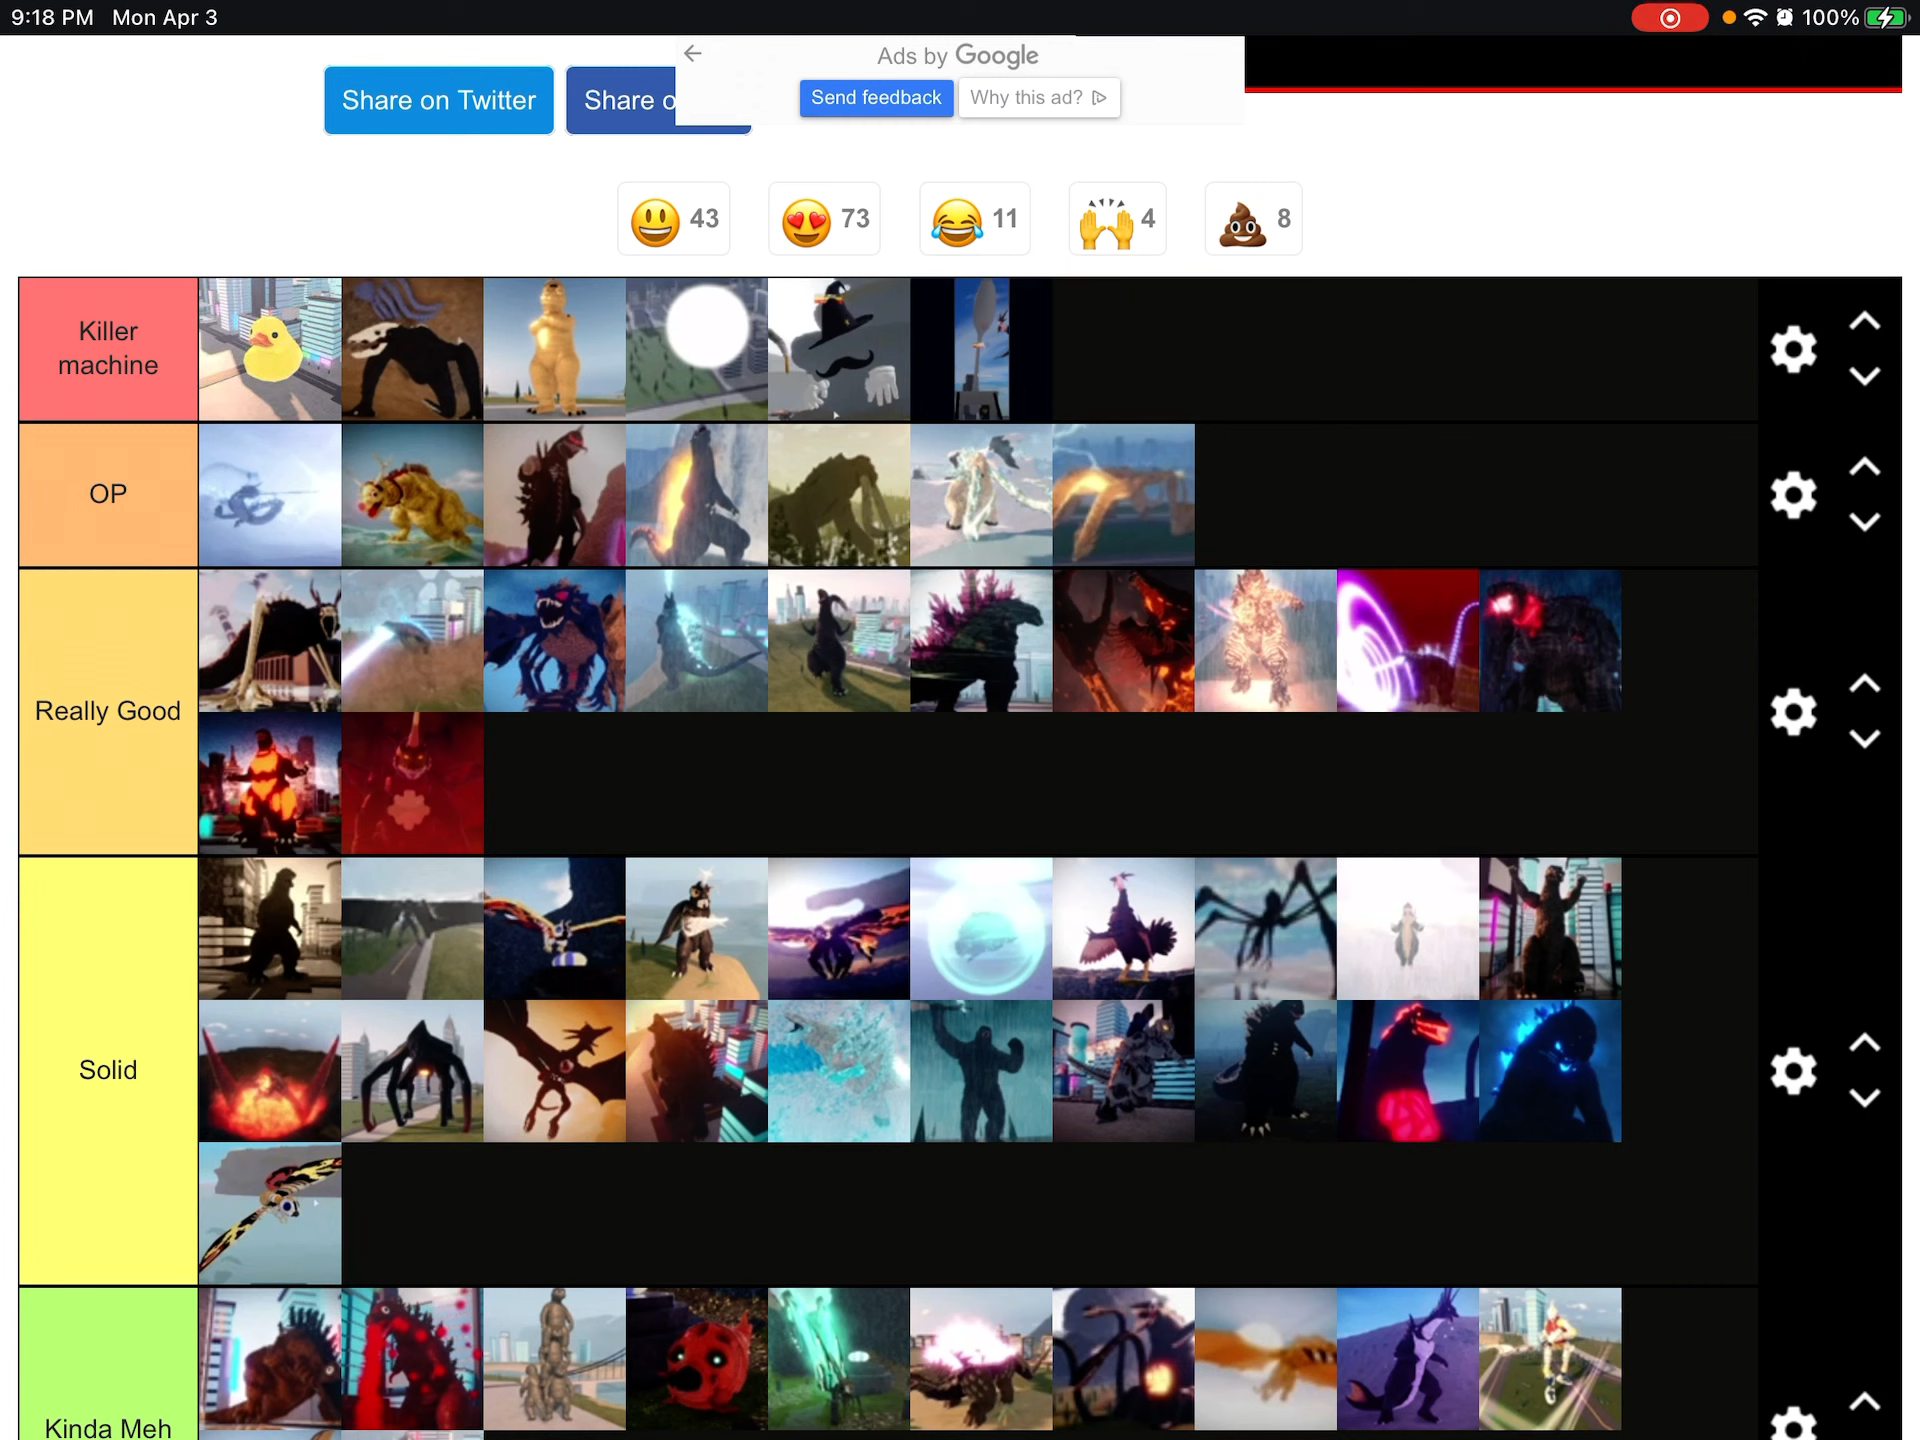 9:18 PM Mon Apr 3
100%
Ads by Google
Share on Twitter
Share o
Send feedback
Why this ad?
43
73
11
4
8
Killer
machine
OP
Really Good
Solid
Kinda Meh